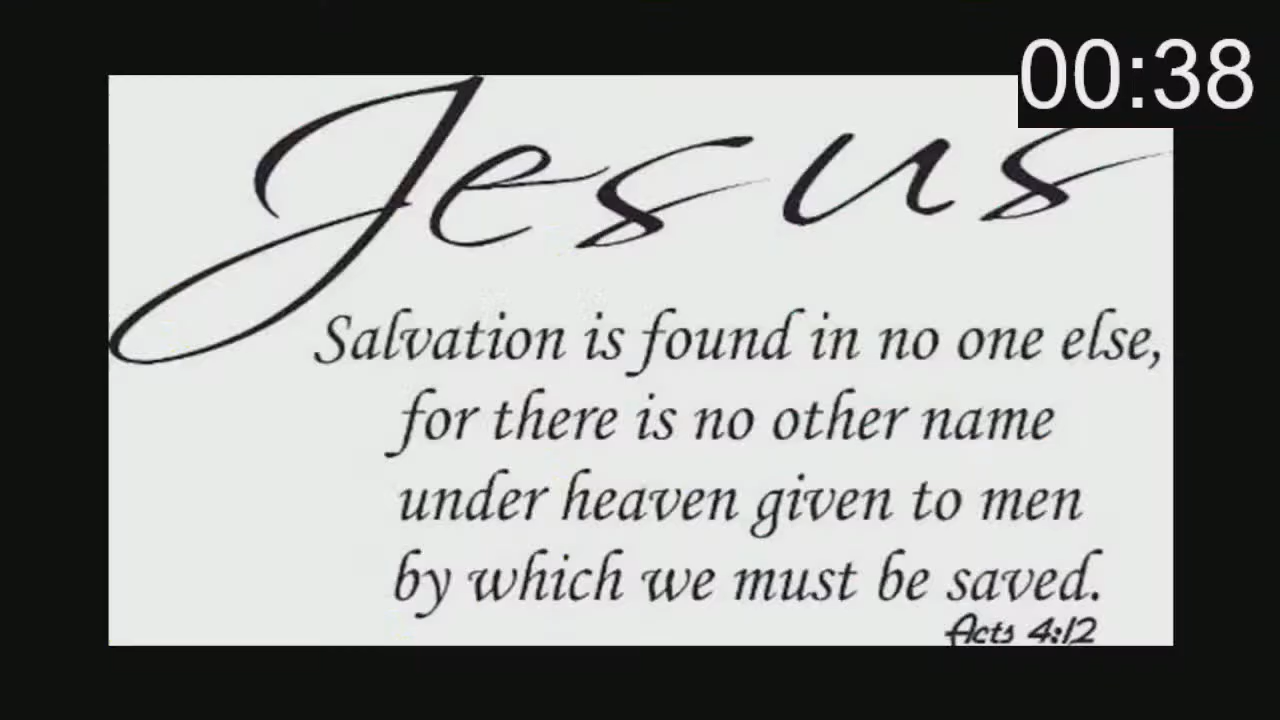 00:38
Jesus
Salvation is found in no one else,
for there is no other name
under heaven given to men
by which we must be saved.
Acts 4:12